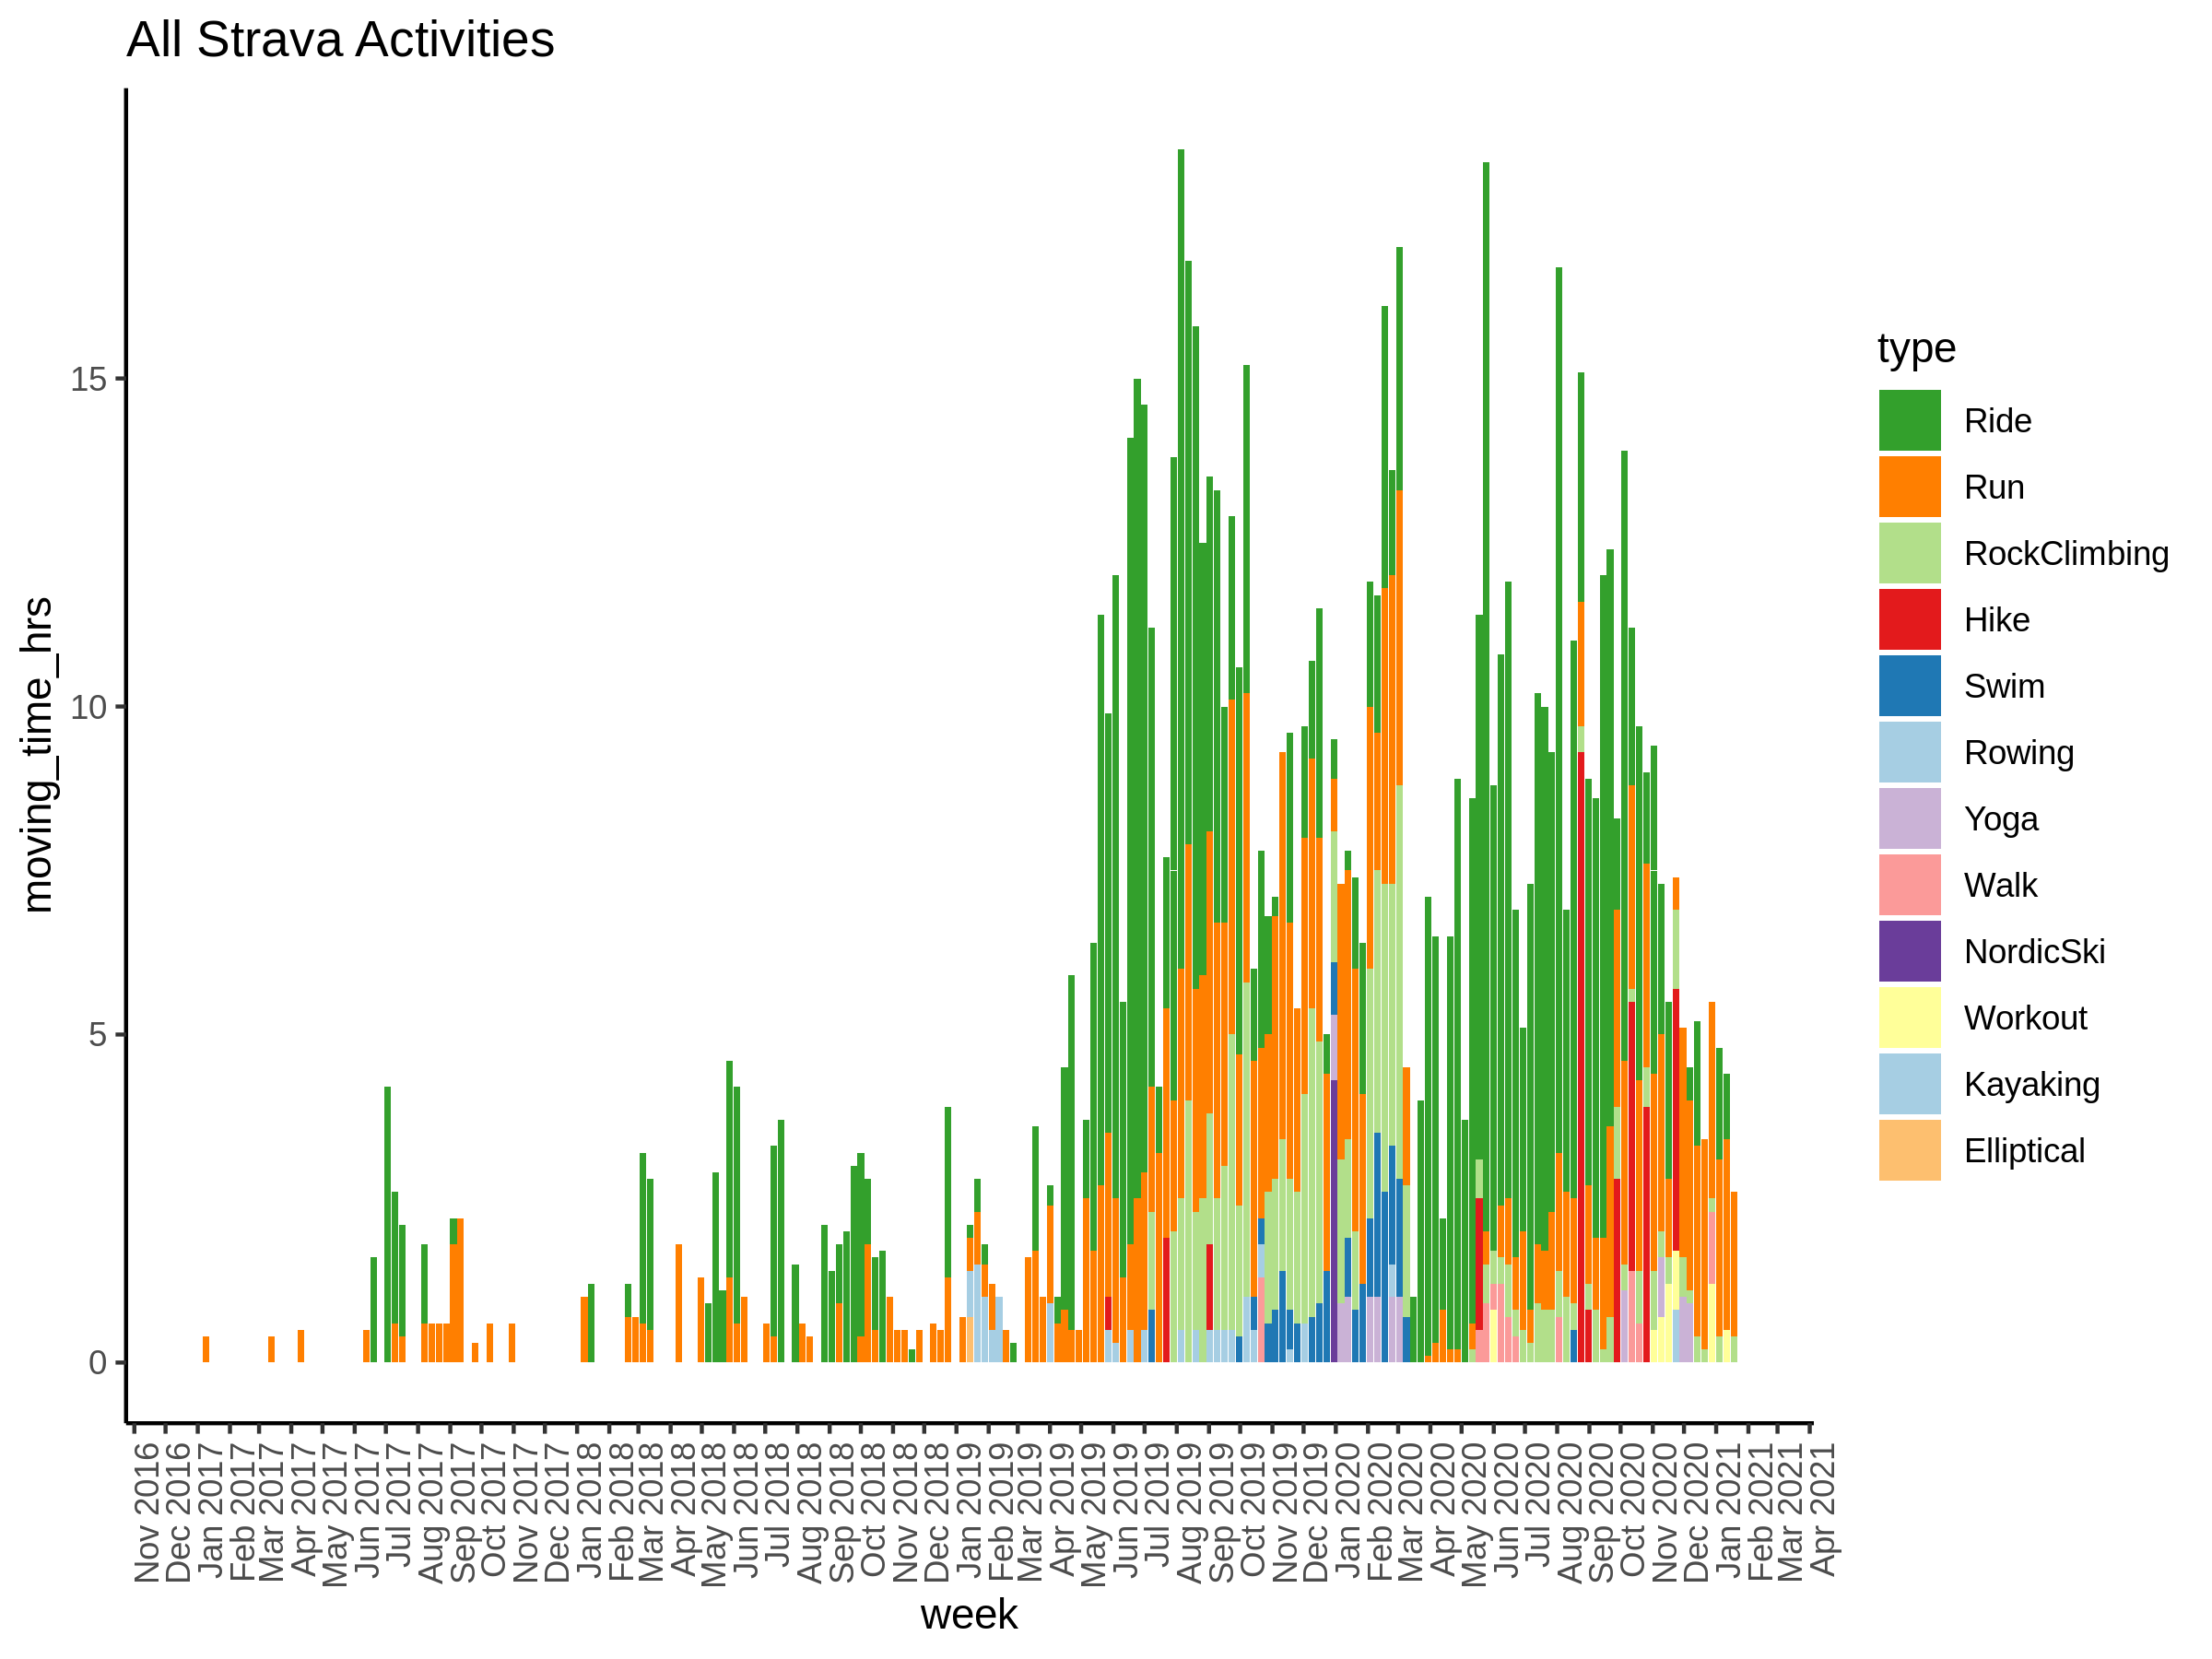 All Strava Activities
moving_time_hrs
15
10
5
0
Nov 2016
Dec 2016
Jan 2017
Feb 2017
Mar 2017
Apr 2017
May 2017
Jun 2017
Jul 2017
Aug 2017
Sep 2017
Oct 2017
Nov 2017
Dec 2017
Jan 2018
Feb 2018
Mar 2018
Apr 2018
May 2018
Jun 2018
Jul 2018
Aug 2018
Sep 2018
Oct 2018
Nov 2018
Dec 2018
Jan 2019
Feb 2019
Mar 2019
Apr 2019
May 2019
Jun 2019
Jul 2019
Aug 2019
Sep 2019
Oct 2019
Nov 2019
Dec 2019
Jan 2020
Feb 2020
Mar 2020
Apr 2020
May 2020
Jun 2020
Jul 2020
Aug 2020
Sep 2020
Oct 2020
Nov 2020
Dec 2020
Jan 2021
Feb 2021
Mar 2021
Apr 2021
week
type
Ride
Run
RockClimbing
Hike
Swim
Rowing
Yoga
Walk
NordicSki
Workout
Kayaking
Elliptical